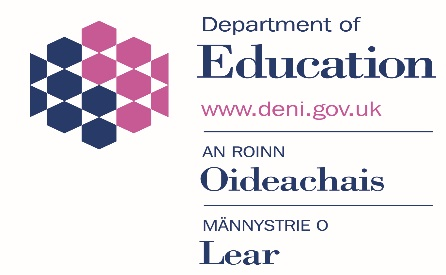 Department of
Education
www.deni.gov.uk
AN ROINN
Oideachais
MÄNNYSTRIE O
Lear